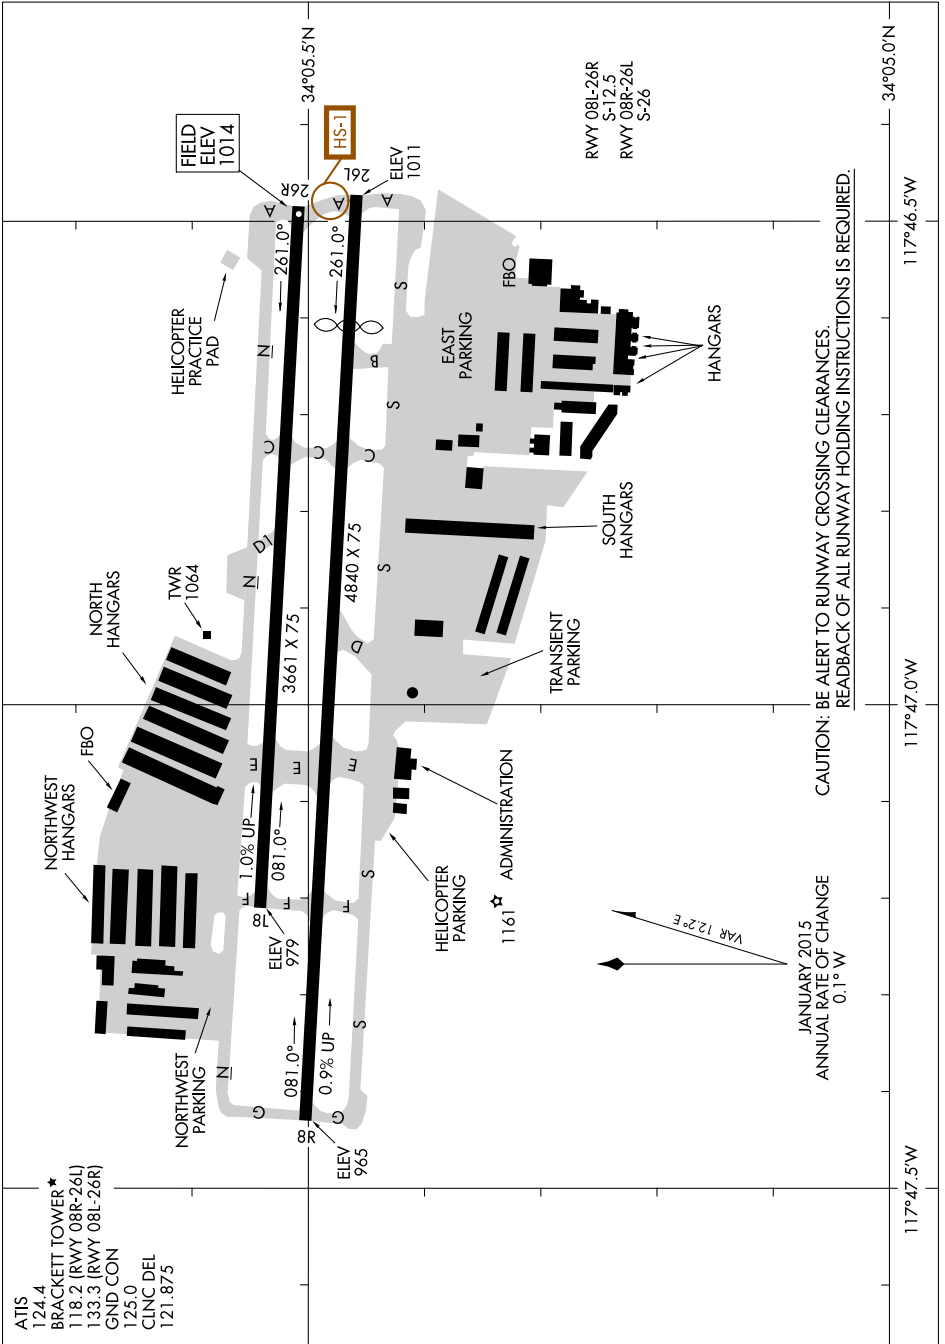 ATIS
124.4
BRACKETT TOWER★
118.2 (RWY 08R-26L)
133.3 (RWY 08L-26R)
GND CON
125.0
CLNC DEL
121.875
NORTHWEST
HANGARS
FBO
NORTH
HANGARS
TWR
1064
HELICOPTER
PRACTICE
PAD
FIELD
ELEV
1014
34°05.5'N
NORTHWEST
PARKING
N
N
N
G
G
F
F
F
E
E
E
D1
D
C
C
C
B
A
A
A
S
S
S
S
S
8L
ELEV
979
1.0% UP
081.0°
3661 X 75
261.0°
26R
HS-1
8R
ELEV
965
081.0°
0.9% UP
4840 X 75
261.0°
26L
ELEV
1011
HELICOPTER
PARKING
1161
ADMINISTRATION
TRANSIENT
PARKING
SOUTH
HANGARS
EAST
PARKING
FBO
HANGARS
RWY 08L-26R
S-12.5
RWY 08R-26L
S-26
VAR 12.2° E
JANUARY 2015
ANNUAL RATE OF CHANGE
0.1° W
CAUTION: BE ALERT TO RUNWAY CROSSING CLEARANCES.
READBACK OF ALL RUNWAY HOLDING INSTRUCTIONS IS REQUIRED.
34°05.0'N
117°47.5'W
117°47.0'W
117°46.5'W